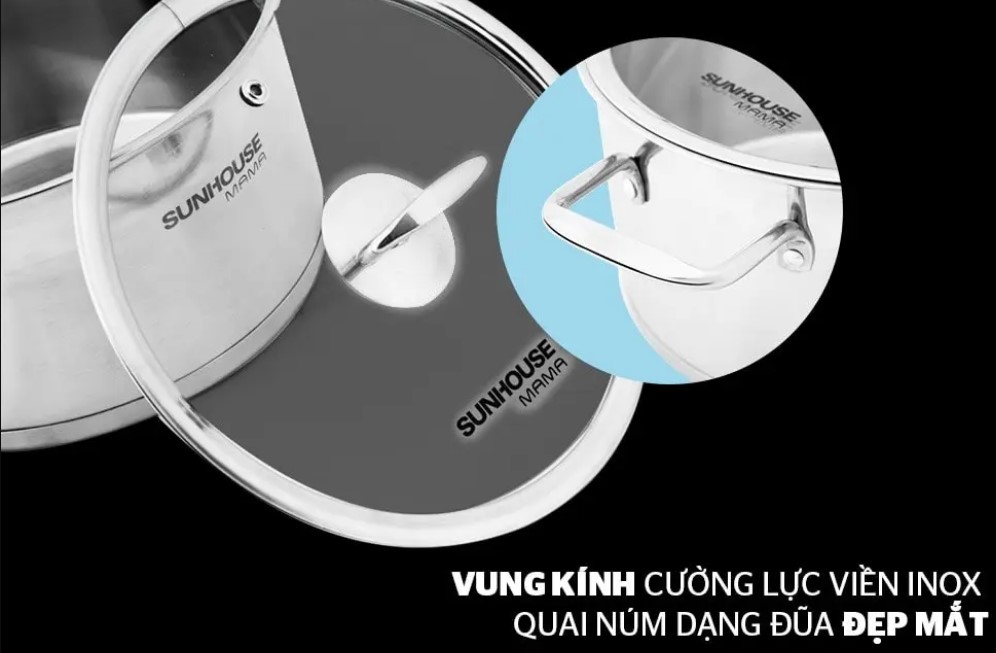 SUNHOUSE
MAMA
SUNHOUSE
MAMA
SUNHOUSE
MAMA
VUNG KÍNH CƯỜNG LỰC VIỀN INOX
QUAI NÚM DẠNG ĐŨA ĐẸP MẮT